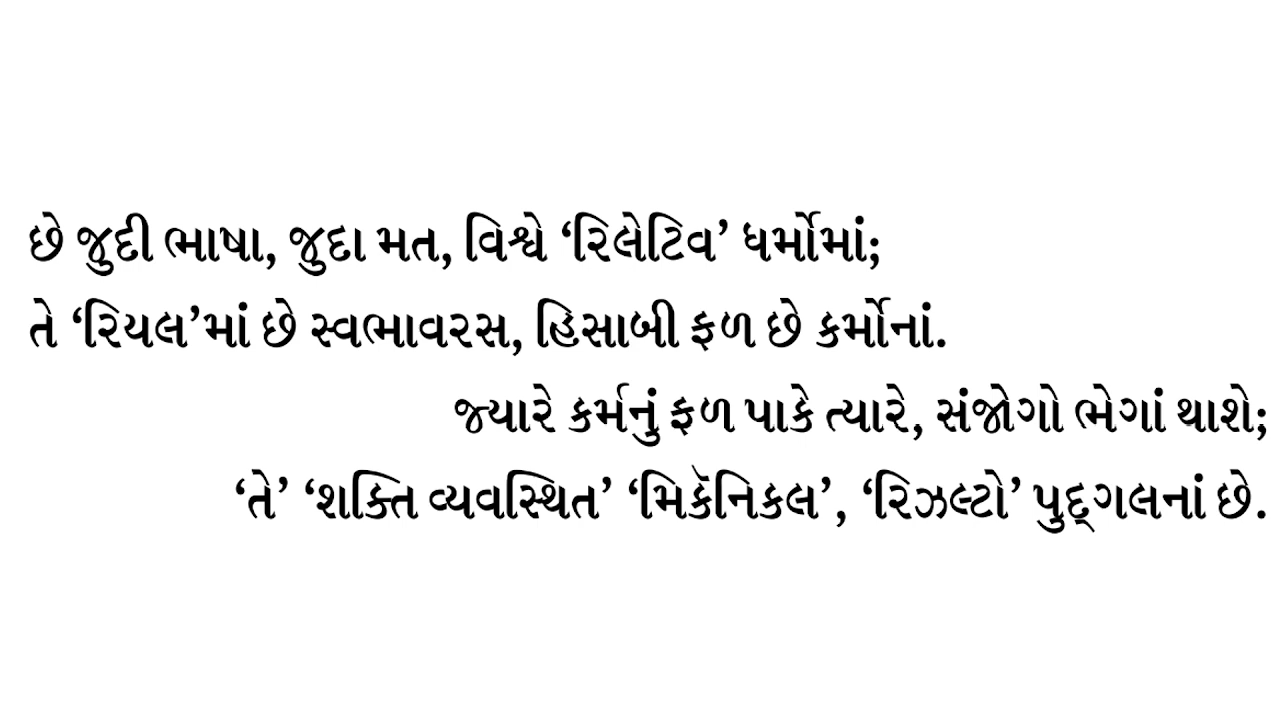 છે જુદી ભાષા, જુદા મત, વિશ્વે ‘રિલેટિવ’ ધર્મોમાં;
તે ‘રિયલ’માં છે સ્વભાવરસ, હિસાબી ફળ છે કર્મોનાં.
જ્યારે કર્મનું ફળ પાકે ત્યારે, સંજોગો ભેગાં થાશે;
‘તે’ ‘શક્તિ વ્યવસ્થિત’ ‘મિકૅનિકલ’, ‘રિઝલ્ટો’ પુદ્ગલનાં છે.